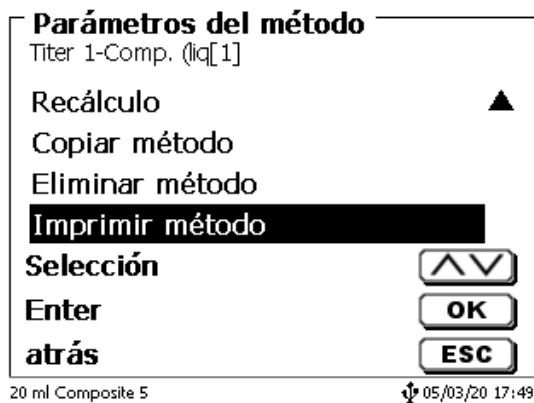 Parámetros del método
Titer 1-Comp. (liq[1]
Recálculo
Copiar método
Eliminar método
Imprimir método
Selección
Enter OK
atrás ESC
20 ml Composite 5 05/03/20 17:49